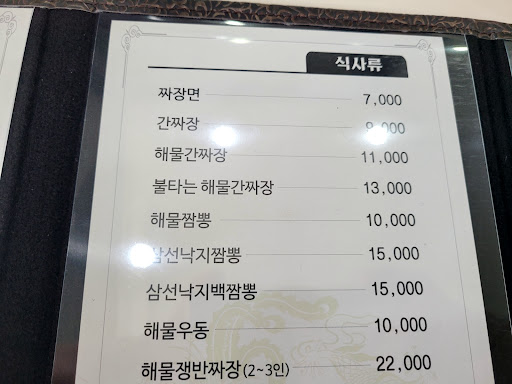 식사류
짜장면 7,000
간짜장 9,000
해물간짜장 11,000
불타는 해물간짜장 13,000
해물짬뽕 10,000
삼선낙지짬뽕 15,000
삼선낙지백짬뽕 15,000
해물우동 10,000
해물쟁반짜장(2~3인) 22,000